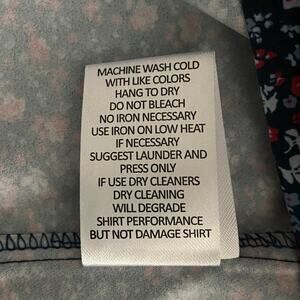 MACHINE WASH COLD
WITH LIKE COLORS
HANG TO DRY
DO NOT BLEACH
NO IRON NECESSARY
USE IRON ON LOW HEAT
IF NECESSARY
SUGGEST LAUNDER AND
PRESS ONLY
IF USE DRY CLEANERS
DRY CLEANING
WILL DEGRADE
SHIRT PERFORMANCE
BUT NOT DAMAGE SHIRT